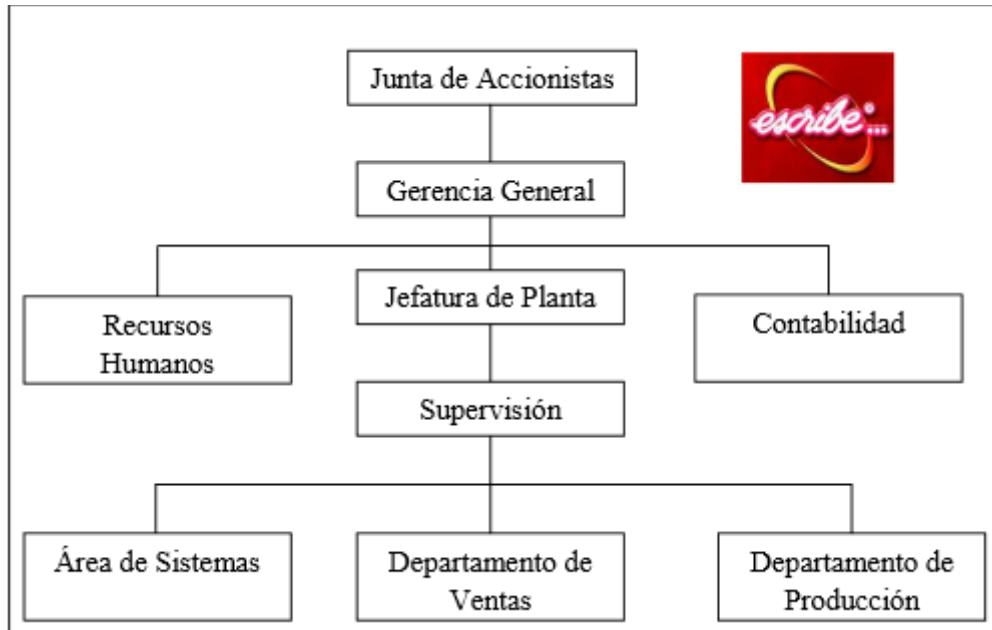 Junta de Accionistas
escribe...
Gerencia General
Recursos
Humanos
Jefatura de Planta
Contabilidad
Supervisión
Área de Sistemas
Departamento de
Ventas
Departamento de
Producción